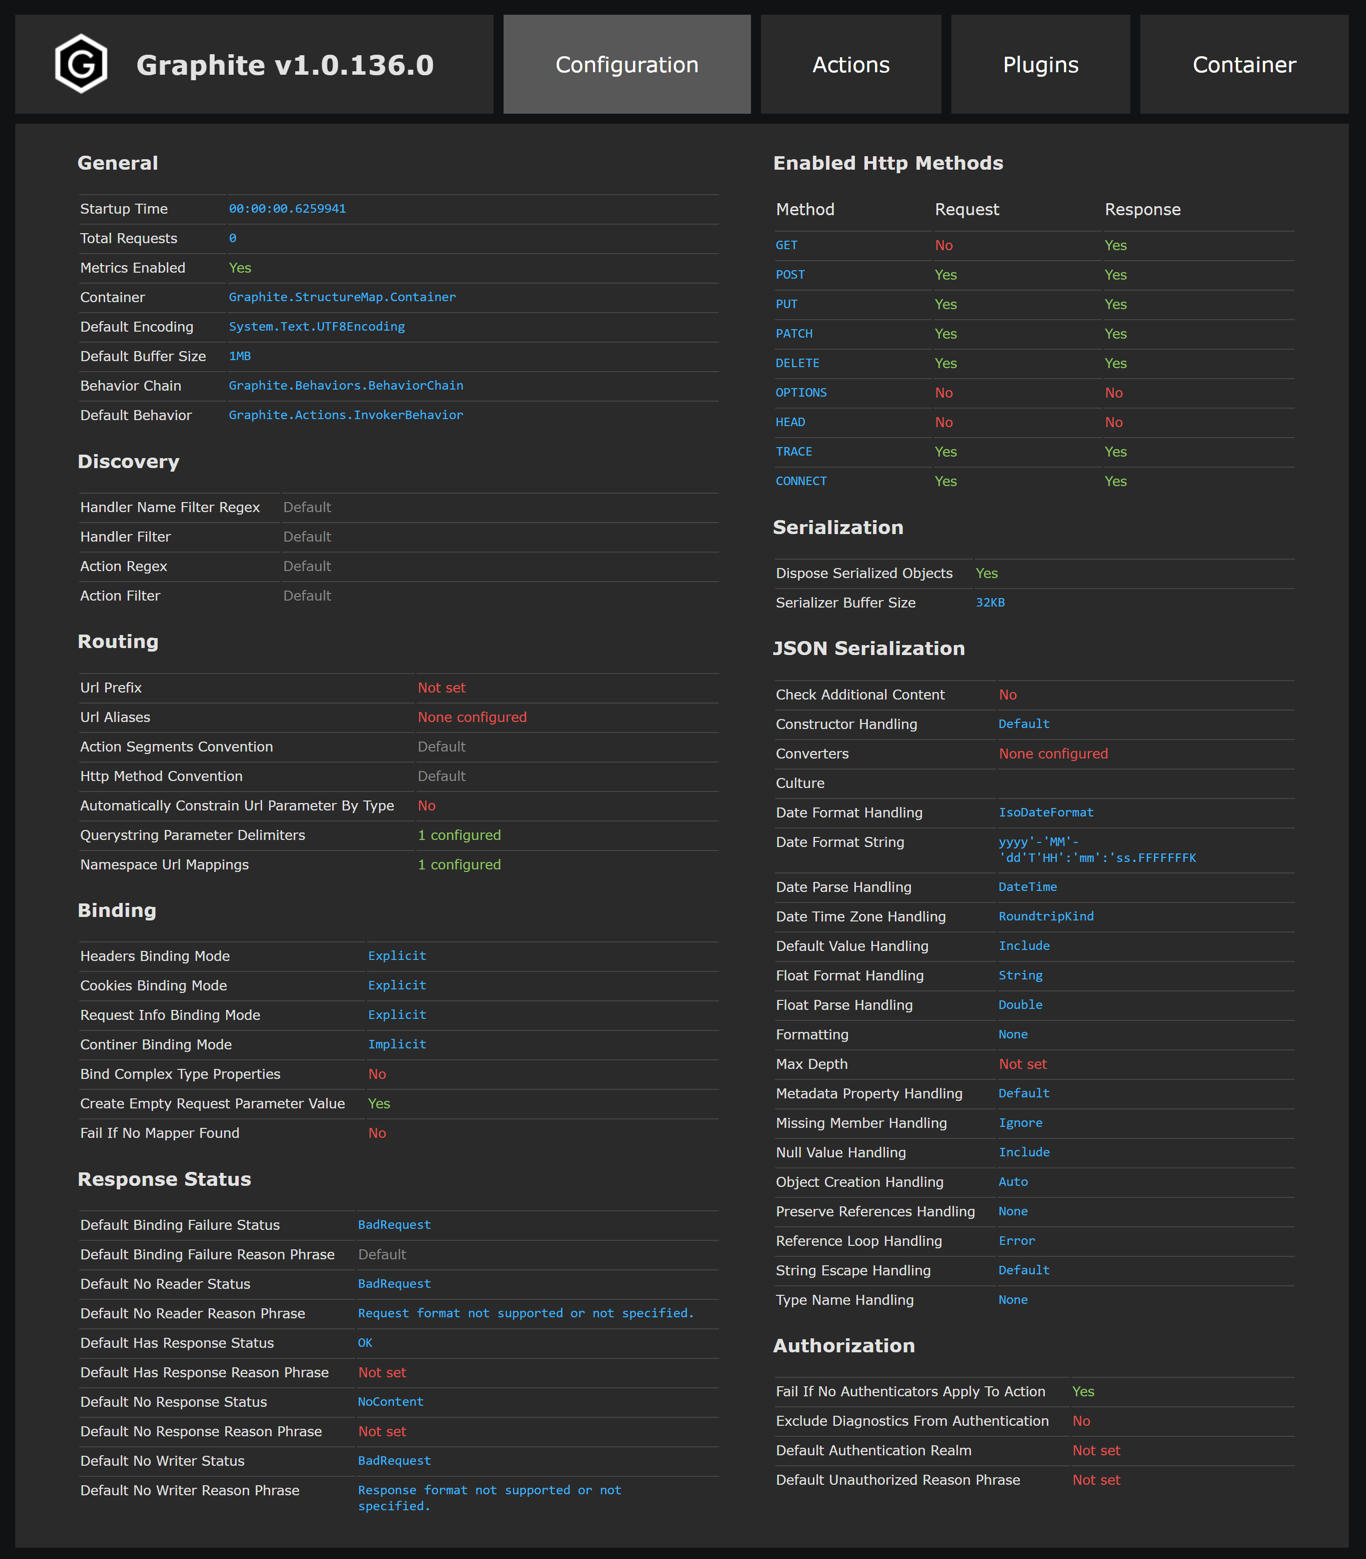 G
Graphite v1.0.136.0
Configuration
Actions
Plugins
Container
General
Startup Time 00:00:00.6259941
Total Requests 0
Metrics Enabled Yes
Container Graphite.StructureMap.Container
Default Encoding System.Text.UTF8Encoding
Default Buffer Size 1MB
Behavior Chain Graphite.Behaviors.BehaviorChain
Default Behavior Graphite.Actions.InvokerBehavior
Discovery
Handler Name Filter Regex Default
Handler Filter Default
Action Regex Default
Action Filter Default
Routing
Url Prefix Not set
Url Aliases None configured
Action Segments Convention Default
Http Method Convention Default
Automatically Constrain Url Parameter By Type No
Querystring Parameter Delimiters 1 configured
Namespace Url Mappings 1 configured
Binding
Headers Binding Mode Explicit
Cookies Binding Mode Explicit
Request Info Binding Mode Explicit
Continer Binding Mode Implicit
Bind Complex Type Properties No
Create Empty Request Parameter Value Yes
Fail If No Mapper Found No
Response Status
Default Binding Failure Status BadRequest
Default Binding Failure Reason Phrase Default
Default No Reader Status BadRequest
Default No Reader Reason Phrase Request format not supported or not specified.
Default Has Response Status OK
Default Has Response Reason Phrase Not set
Default No Response Status NoContent
Default No Response Reason Phrase Not set
Default No Writer Status BadRequest
Default No Writer Reason Phrase Response format not supported or not
specified.
Enabled Http Methods
Method Request Response
GET No Yes
POST Yes Yes
PUT Yes Yes
PATCH Yes Yes
DELETE Yes Yes
OPTIONS No No
HEAD No No
TRACE Yes Yes
CONNECT Yes Yes
Serialization
Dispose Serialized Objects Yes
Serializer Buffer Size 32KB
JSON Serialization
Check Additional Content No
Constructor Handling Default
Converters None configured
Culture
Date Format Handling IsoDateFormat
Date Format String yyyy'-'MM'-
'dd'T'HH':'mm':'ss.FFFFFFFK
Date Parse Handling DateTime
Date Time Zone Handling RoundtripKind
Default Value Handling Include
Float Format Handling String
Float Parse Handling Double
Formatting None
Max Depth Not set
Metadata Property Handling Default
Missing Member Handling Ignore
Null Value Handling Include
Object Creation Handling Auto
Preserve References Handling None
Reference Loop Handling Error
String Escape Handling Default
Type Name Handling None
Authorization
Fail If No Authenticators Apply To Action Yes
Exclude Diagnostics From Authentication No
Default Authentication Realm Not set
Default Unauthorized Reason Phrase Not set